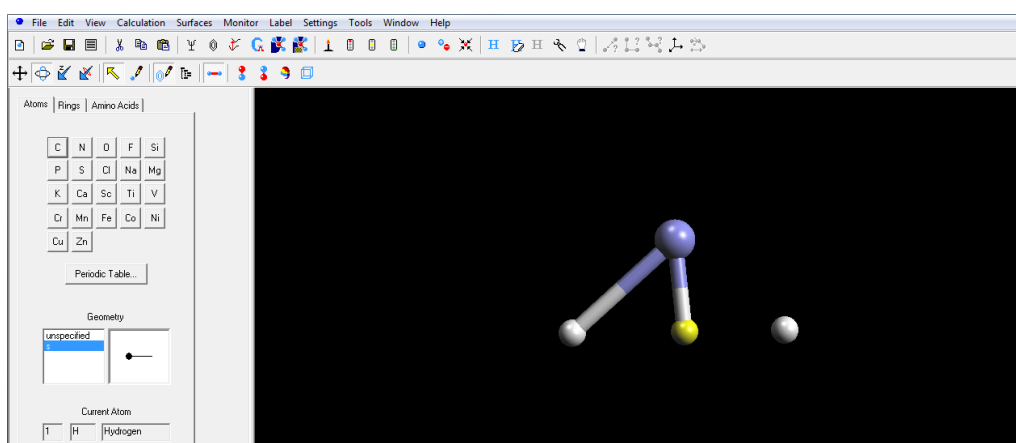 File Edit View Calculation Surfaces Monitor Label Settings Tools Window Help
H H
Atoms Rings Amino Acids
C N O F Si
P S Cl Na Mg
K Ca Sc Ti V
Cr Mn Fe Co Ni
Cu Zn
Periodic Table...
Geometry
unspecified
s
Current Atom
1 H Hydrogen